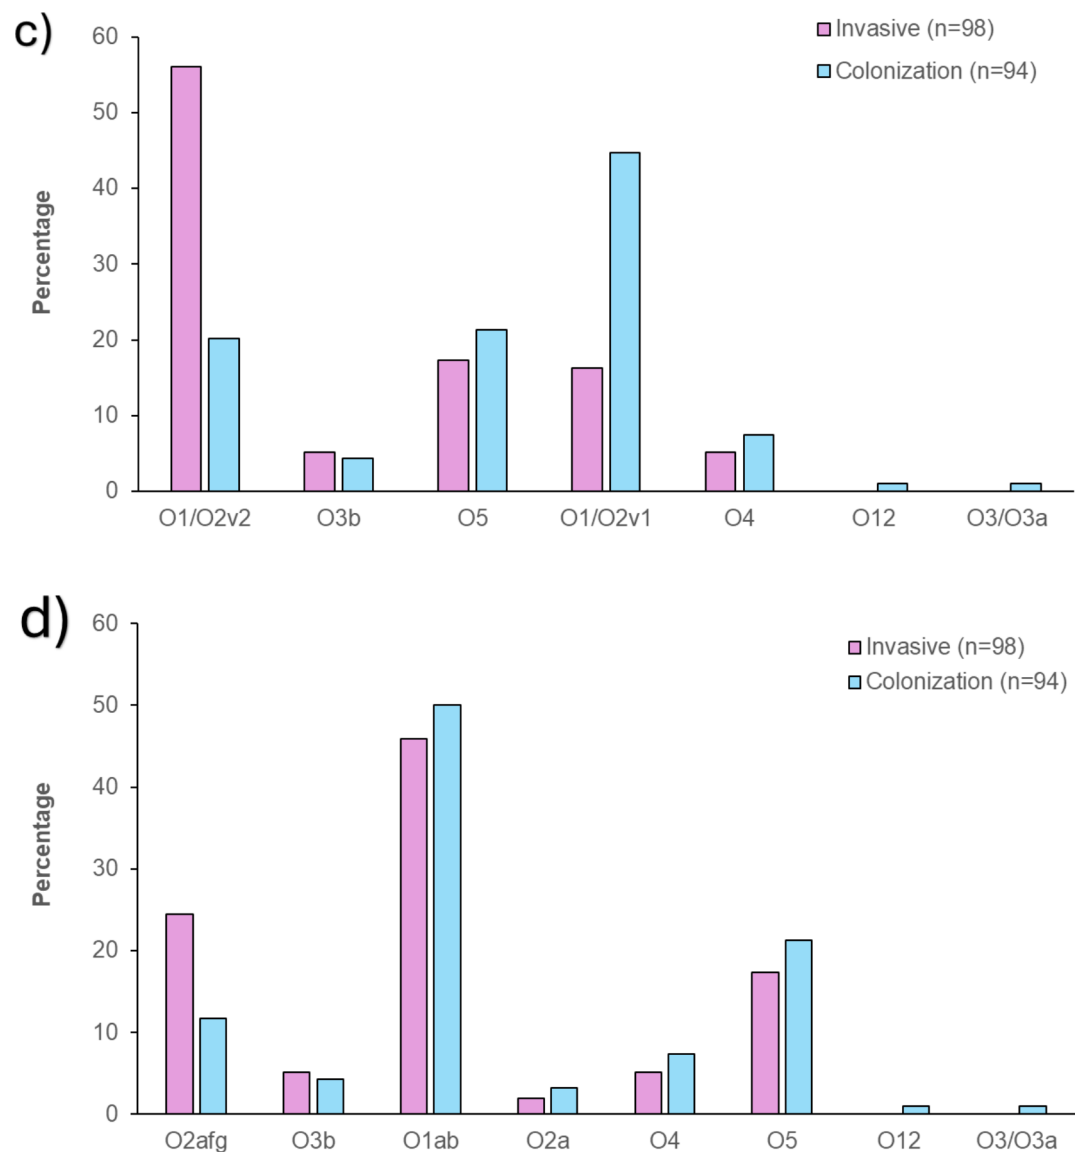 c)
Invasive (n=98)
Colonization (n=94)
Percentage
60
50
40
30
20
10
0
O1/O2v2 O3b O5 O1/O2v1 O4 O12 O3/O3a
d)
Invasive (n=98)
Colonization (n=94)
Percentage
60
50
40
30
20
10
0
O2afg O3b O1ab O2a O4 O5 O12 O3/O3a